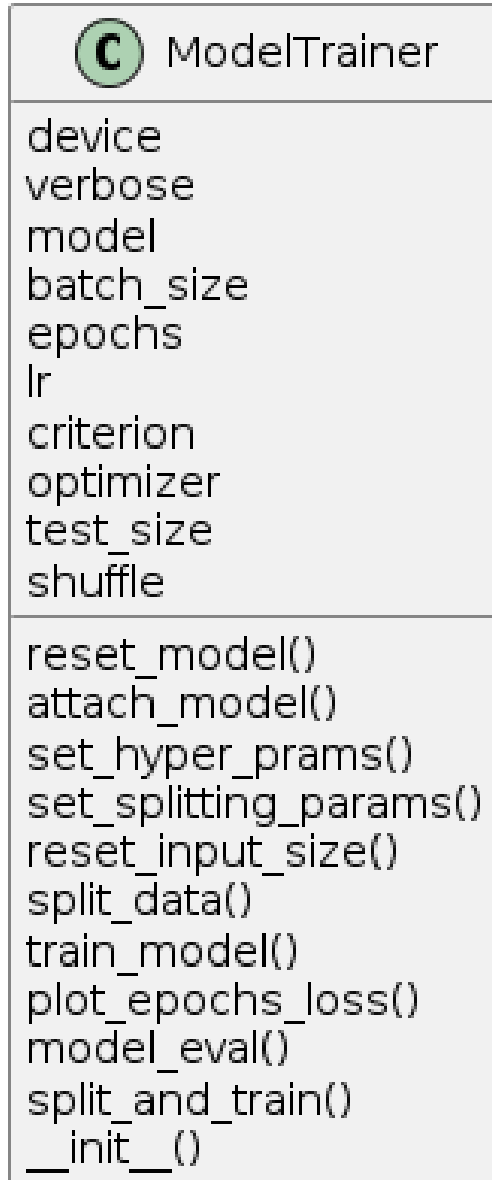 C ModelTrainer
device
verbose
model
batch_size
epochs
lr
criterion
optimizer
test_size
shuffle
reset_model()
attach_model()
set_hyper_prams()
set_splitting_params()
reset_input_size()
split_data()
train_model()
plot_epochs_loss()
model_eval()
split_and_train()
__init__()